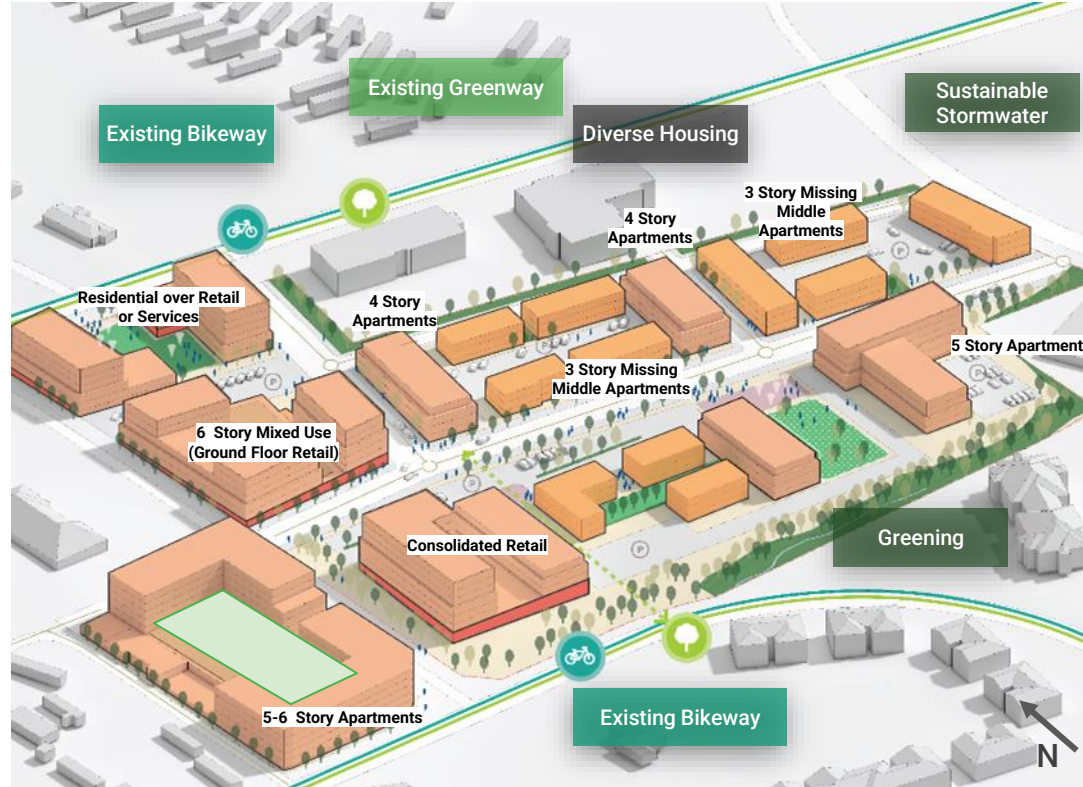 Existing Greenway
Existing Bikeway
Diverse Housing
Sustainable
Stormwater
3 Story Missing
Middle
Apartments
4 Story
Apartments
Residential over Retail
or Services
4 Story
Apartments
P
P
P
5 Story Apartment
P
3 Story Missing
Middle Apartments
6  Story Mixed Use
(Ground Floor Retail)
P
Consolidated Retail
P
Greening
5-6  Story Apartments
Existing Bikeway
N